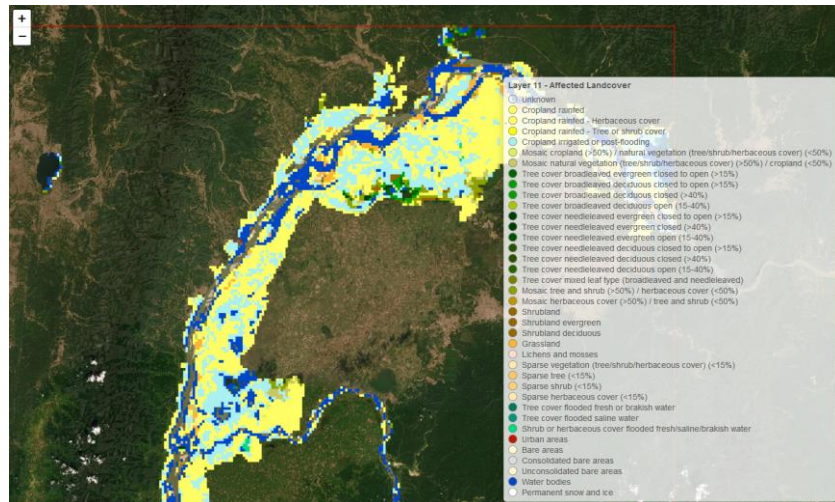 +
−
Layer 11 - Affected Landcover
unknown
Cropland rainfed
Cropland rainfed - Herbaceous cover
Cropland rainfed - Tree or shrub cover
Cropland irrigated or post-flooding
Mosaic cropland (>50%) / natural vegetation (tree/shrub/herbaceous cover) (<50%)
Mosaic natural vegetation (tree/shrub/herbaceous cover) (>50%) / cropland (<50%)
Tree cover broadleaved evergreen closed to open (>15%)
Tree cover broadleaved deciduous closed to open (>15%)
Tree cover broadleaved deciduous closed (>40%)
Tree cover broadleaved deciduous open (15-40%)
Tree cover needleleaved evergreen closed to open (>15%)
Tree cover needleleaved evergreen closed (>40%)
Tree cover needleleaved evergreen open (15-40%)
Tree cover needleleaved deciduous closed to open (>15%)
Tree cover needleleaved deciduous closed (>40%)
Tree cover needleleaved deciduous open (15-40%)
Tree cover mixed leaf type (broadleaved and needleleaved)
Mosaic tree and shrub (>50%) / herbaceous cover (<50%)
Mosaic herbaceous cover (>50%) / tree and shrub (<50%)
Shrubland
Shrubland evergreen
Shrubland deciduous
Grassland
Lichens and mosses
Sparse vegetation (tree/shrub/herbaceous cover) (<15%)
Sparse tree (<15%)
Sparse shrub (<15%)
Sparse herbaceous cover (<15%)
Tree cover flooded fresh or brakish water
Tree cover flooded saline water
Shrub or herbaceous cover flooded fresh/saline/brakish water
Urban areas
Bare areas
Consolidated bare areas
Unconsolidated bare areas
Water bodies
Permanent snow and ice